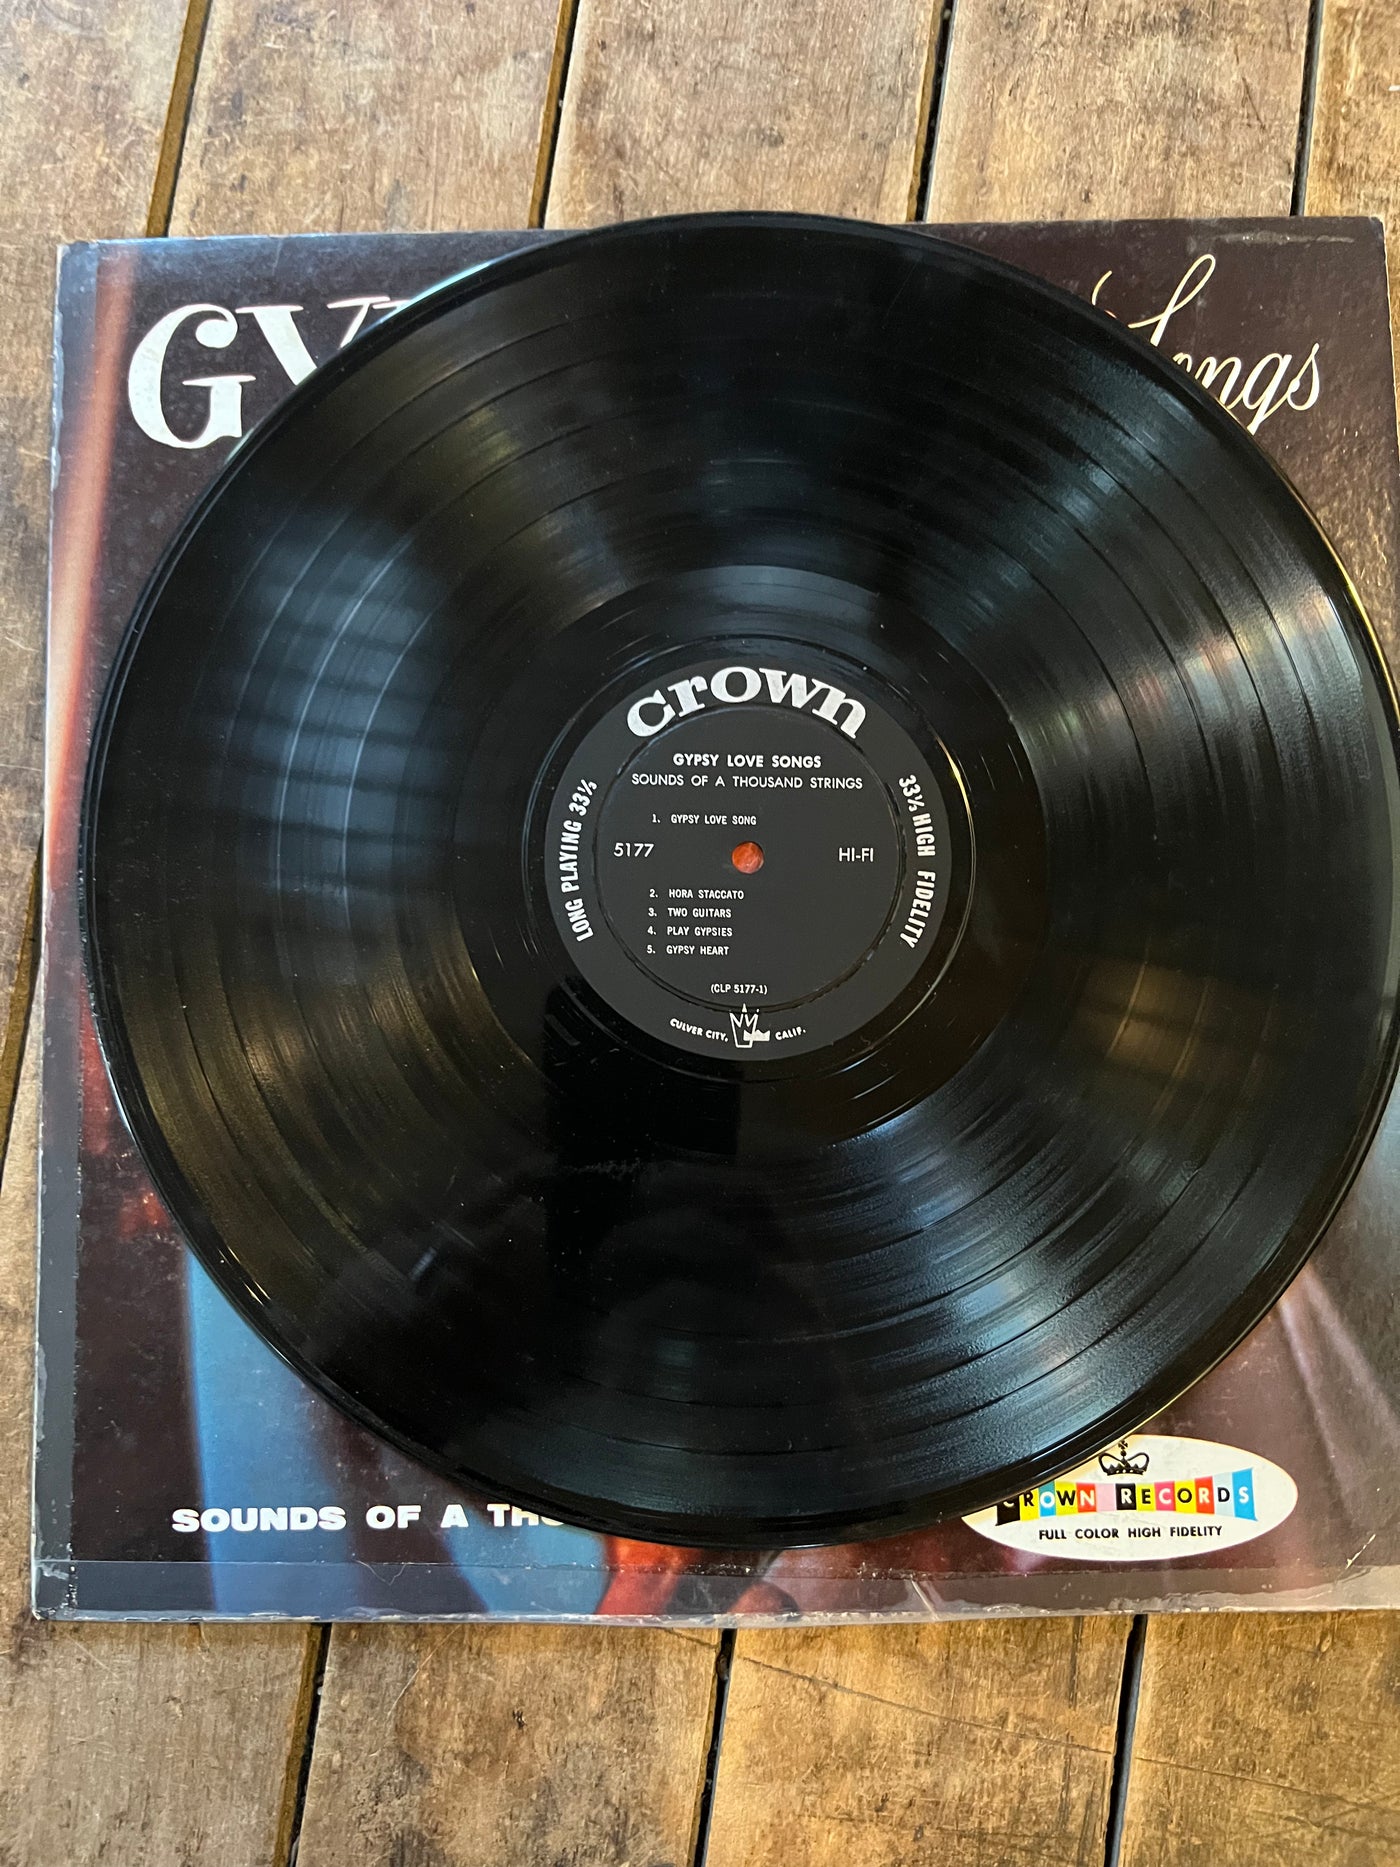 Songs
crown
GYPSY LOVE SONGS
SOUNDS OF A THOUSAND STRINGS
1. GYPSY LOVE SONG
5177
HI-FI
2. HORA STACCATO
3. TWO GUITARS
4. PLAY GYPSIES
5. GYPSY HEART
(CLP 5177-1)
LONG PLAYING 33⅓
33⅓ HIGH FIDELITY
CULVER CITY, CALIF.
SOUNDS OF A
CROWN RECORDS
FULL COLOR HIGH FIDELITY